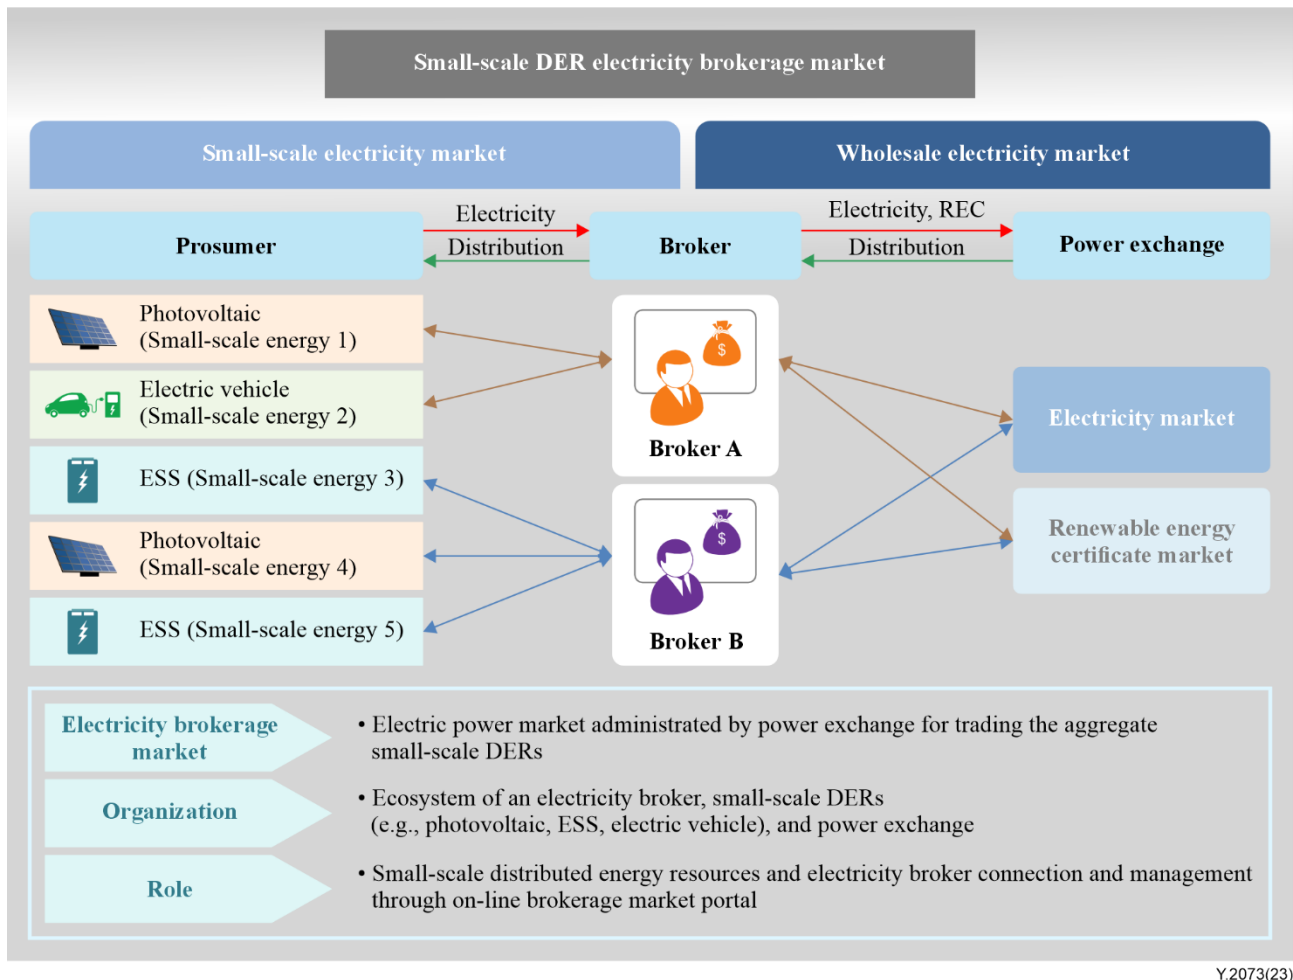 Small-scale DER electricity brokerage market
Small-scale electricity market
Wholesale electricity market
Prosumer
Electricity
Distribution
Broker
Electricity, REC
Distribution
Power exchange
Photovoltaic
(Small-scale energy 1)
Electric vehicle
(Small-scale energy 2)
ESS (Small-scale energy 3)
Photovoltaic
(Small-scale energy 4)
ESS (Small-scale energy 5)
$
Broker A
$
Broker B
Electricity market
Renewable energy
certificate market
Electricity brokerage
market
• Electric power market administrated by power exchange for trading the aggregate
small-scale DERs
Organization
• Ecosystem of an electricity broker, small-scale DERs
(e.g., photovoltaic, ESS, electric vehicle), and power exchange
Role
• Small-scale distributed energy resources and electricity broker connection and management
through on-line brokerage market portal
Y.2073(23)